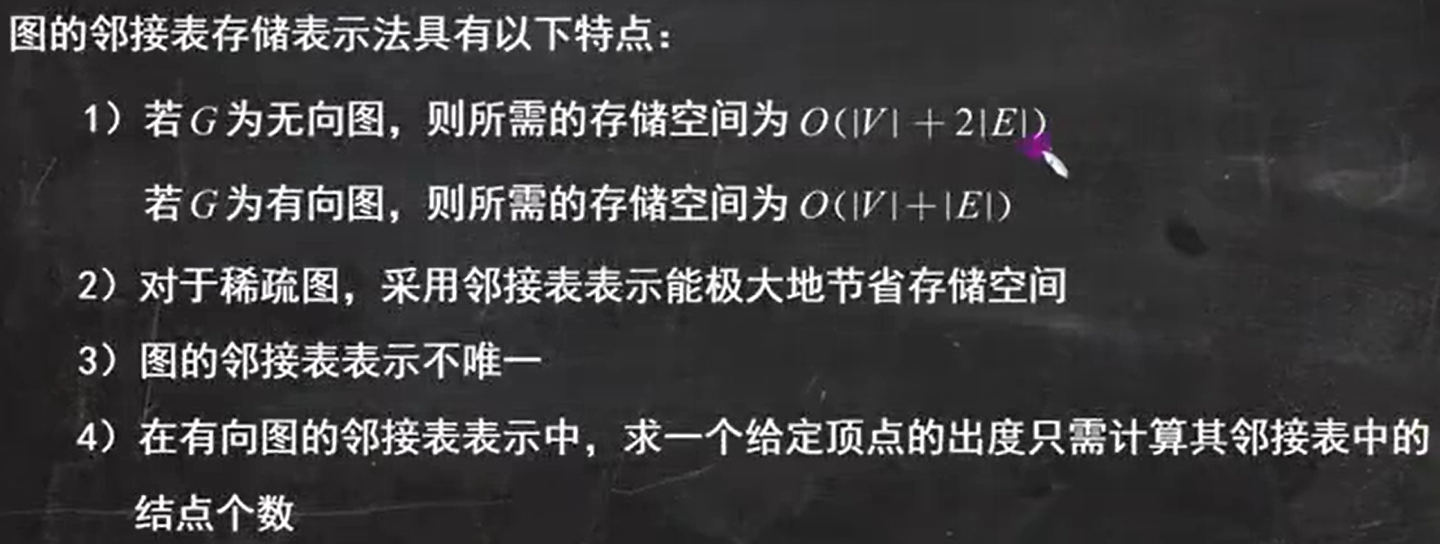 图的邻接表存储表示法具有以下特点：
1）若G为无向图，则所需的存储空间为O(|V|+2|E|)
若G为有向图，则所需的存储空间为O(|V|+|E|)
2）对于稀疏图，采用邻接表表示能极大地节省存储空间
3）图的邻接表表示不唯一
4）在有向图的邻接表表示中，求一个给定顶点的出度只需计算其邻接表中的
结点个数